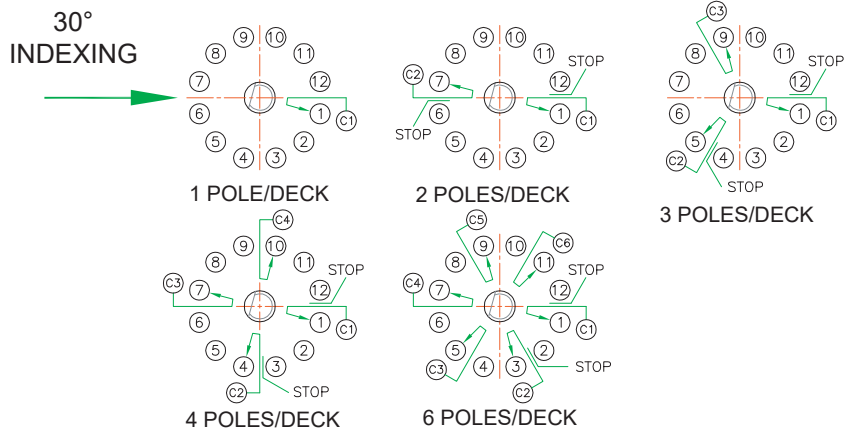 30°
INDEXING
9 10
8 11
7 12
6 1 C1
5 2
4 3
1 POLE/DECK
9 10
8 11
C2 7 12 STOP
STOP 6 1 C1
5 2
4 3
2 POLES/DECK
C3
9 10
8 11
7 12 STOP
6 1 C1
5 2
C2 4 3
STOP
3 POLES/DECK
C4
9 10
8 11
C3 7 12 STOP
6 1 C1
5 2
4 3
C2 STOP
4 POLES/DECK
C5
9 10 C6
8 11
C4 7 12 STOP
6 1 C1
5 2
C3 4 3 STOP
C2
6 POLES/DECK